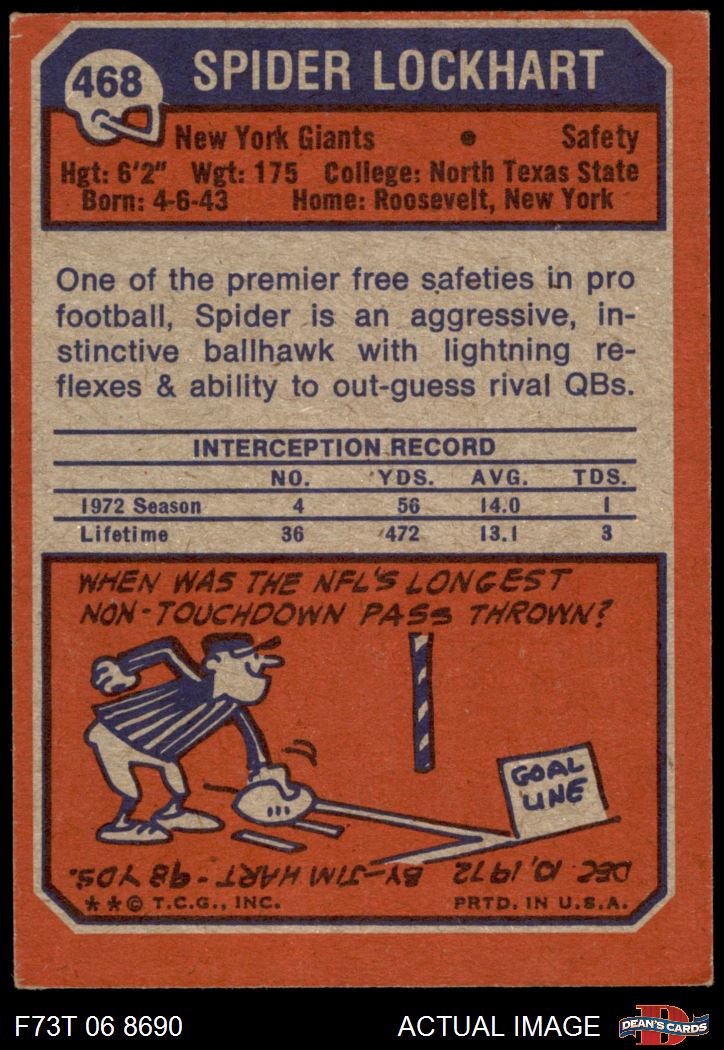 468
SPIDER LOCKHART
New York Giants • Safety
Hgt: 6'2" Wgt: 175 College: North Texas State
Born: 4-6-43 Home: Roosevelt, New York
One of the premier free safeties in pro
football, Spider is an aggressive, in-
stinctive ballhawk with lightning re-
flexes & ability to out-guess rival QBs.
INTERCEPTION RECORD
NO. YDS. AVG. TDS.
1972 Season 4 56 14.0 1
Lifetime 36 472 13.1 3
WHEN WAS THE NFL'S LONGEST
NON-TOUCHDOWN PASS THROWN?
GOAL
LINE
DEC 10, 1972 BY-JIM HART-98 YDS.
* * © T.C.G., INC. PRTD. IN U.S.A.
F73T 06 8690 ACTUAL IMAGE
D
DEAN'S CARDS